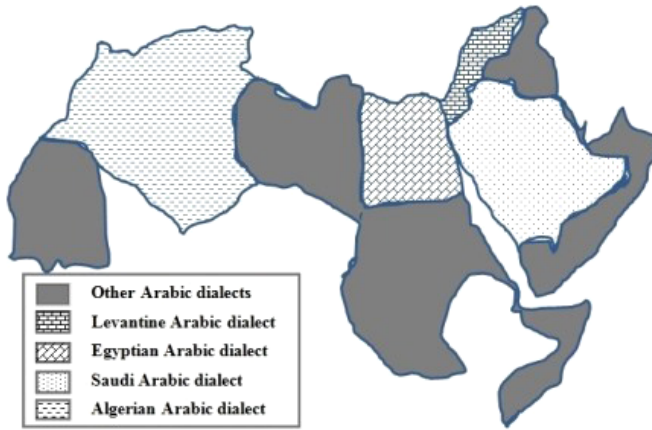 Other Arabic dialects
Levantine Arabic dialect
Egyptian Arabic dialect
Saudi Arabic dialect
Algerian Arabic dialect